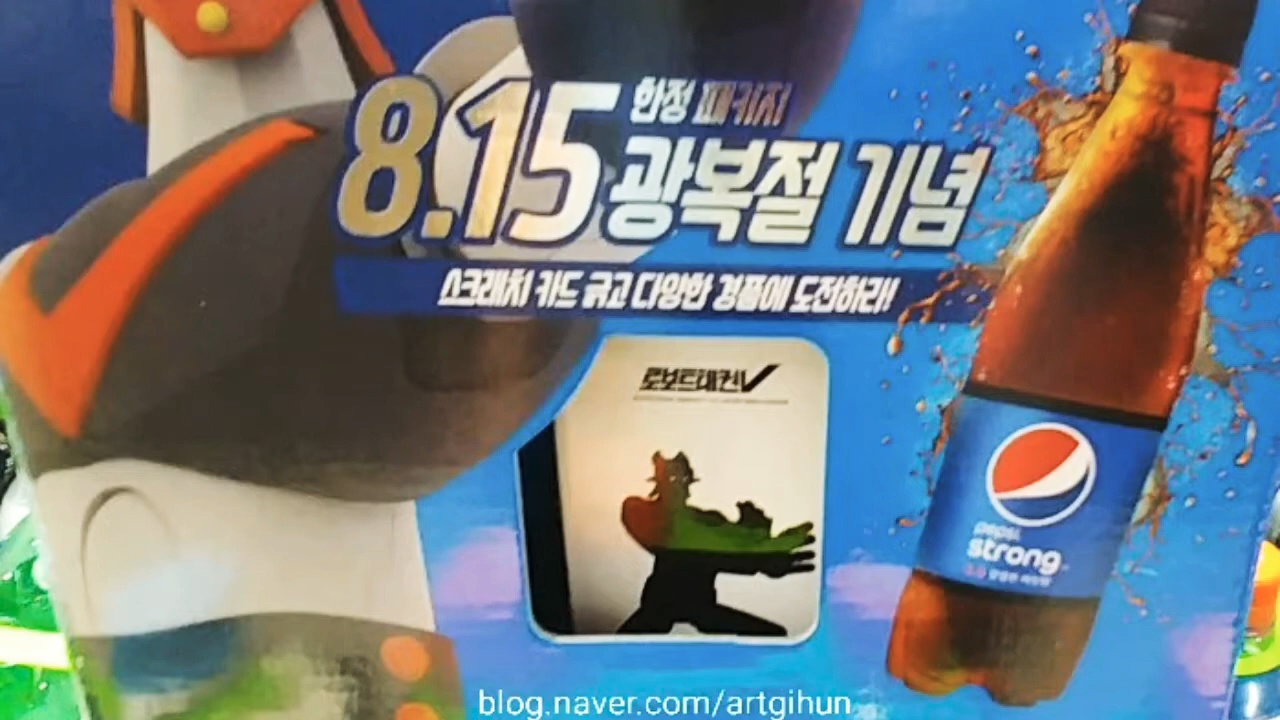 8.15
한정 패키지
광복절 기념
스크래치 카드 긁고 다양한 경품에 도전하라!!
로보트태권V
pepsi
strong
blog.naver.com/artgihun